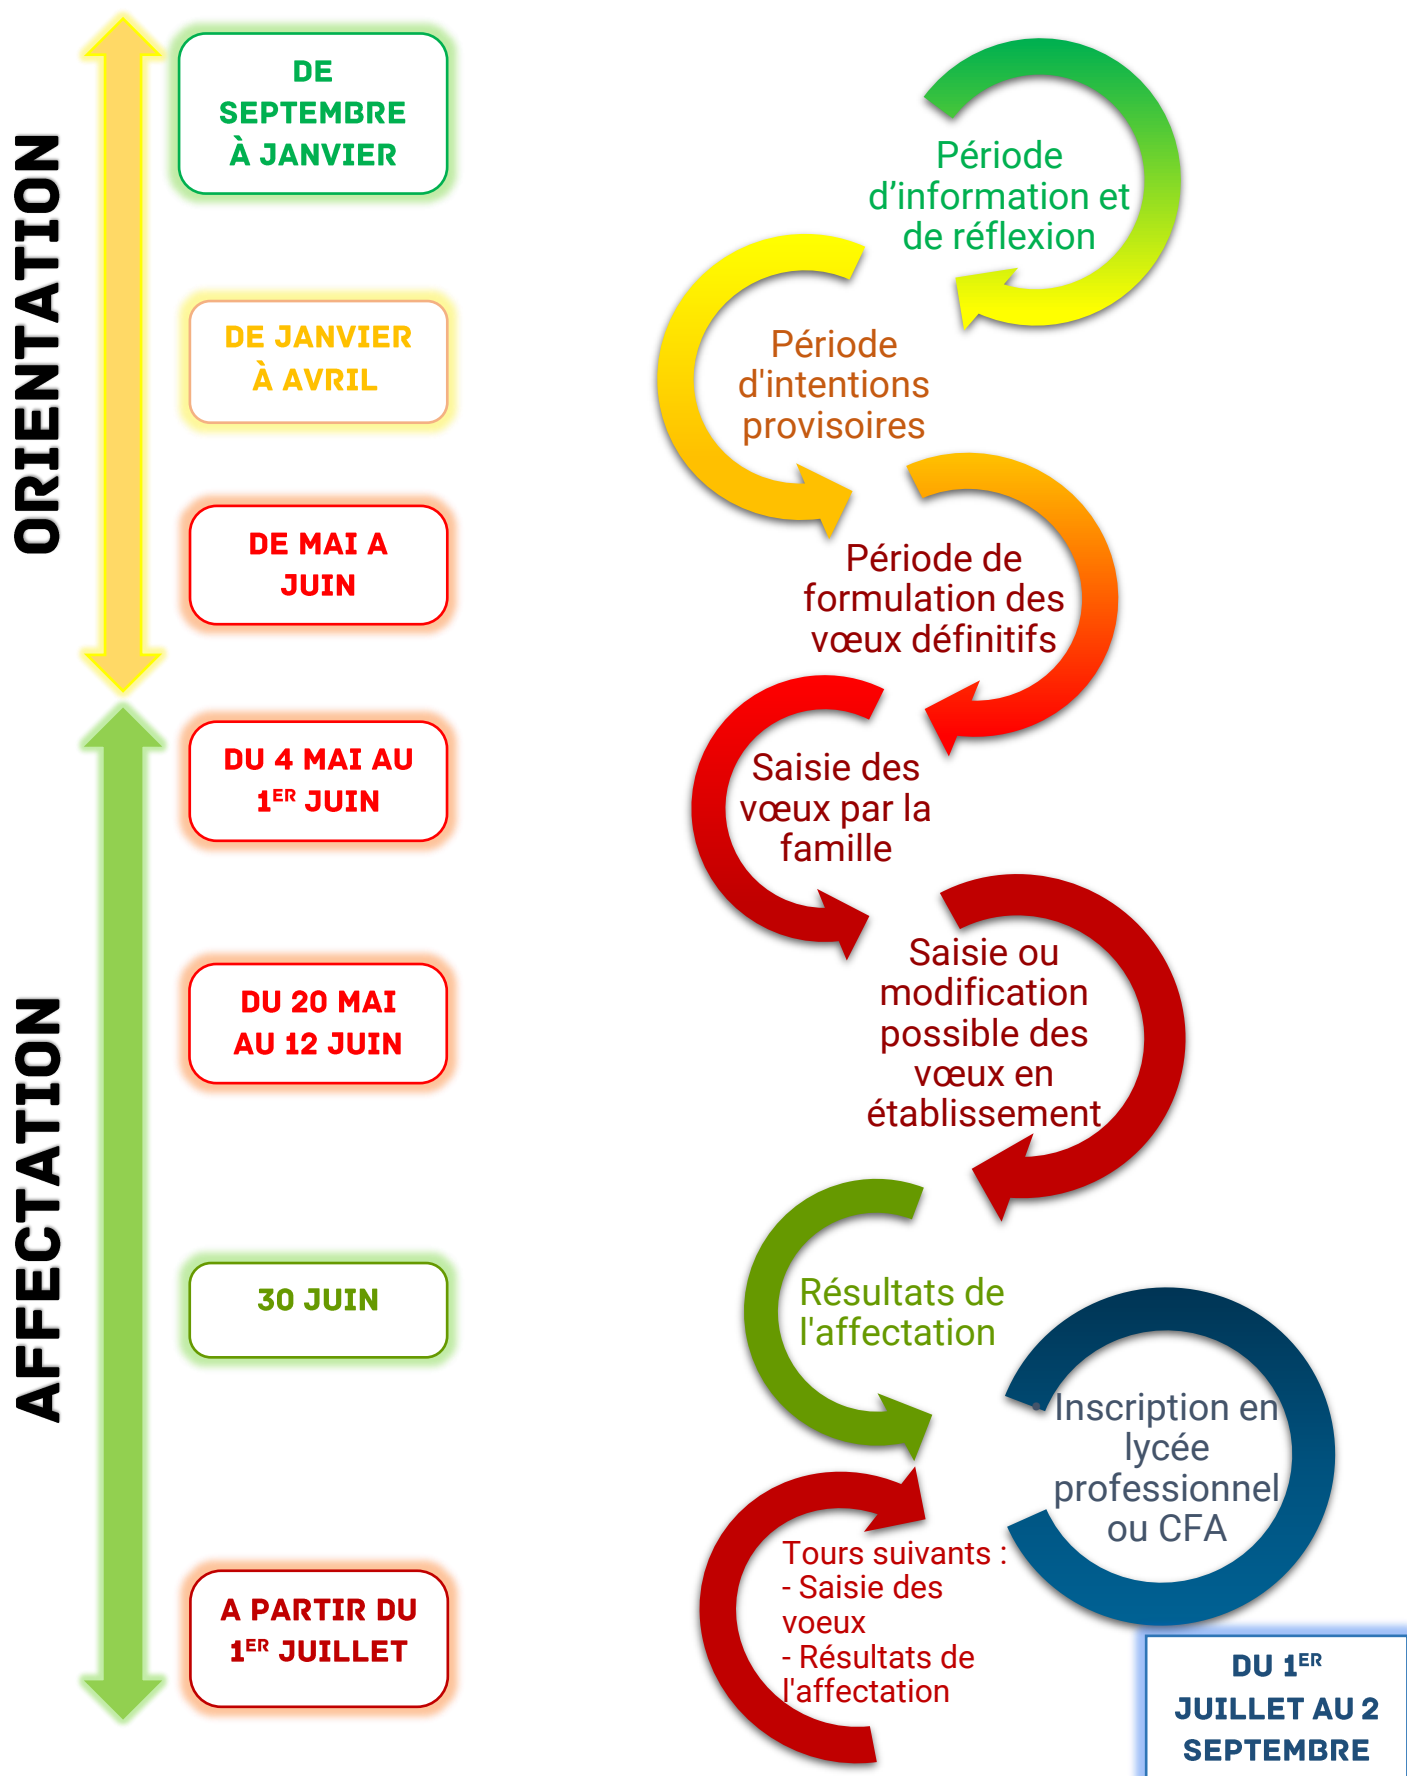 ORIENTATION
DE
SEPTEMBRE
À JANVIER
Période
d’information et
de réflexion
DE JANVIER
À AVRIL
Période
d'intentions
provisoires
DE MAI A
JUIN
Période de
formulation des
vœux définitifs
AFFECTATION
DU 4 MAI AU
1ER JUIN
Saisie des
vœux par la
famille
DU 20 MAI
AU 12 JUIN
Saisie ou
modification
possible des
vœux en
établissement
30 JUIN
Résultats de
l'affectation
• Inscription en
lycée
professionnel
ou CFA
A PARTIR DU
1ER JUILLET
Tours suivants :
- Saisie des
voeux
- Résultats de
l'affectation
DU 1ER
JUILLET AU 2
SEPTEMBRE